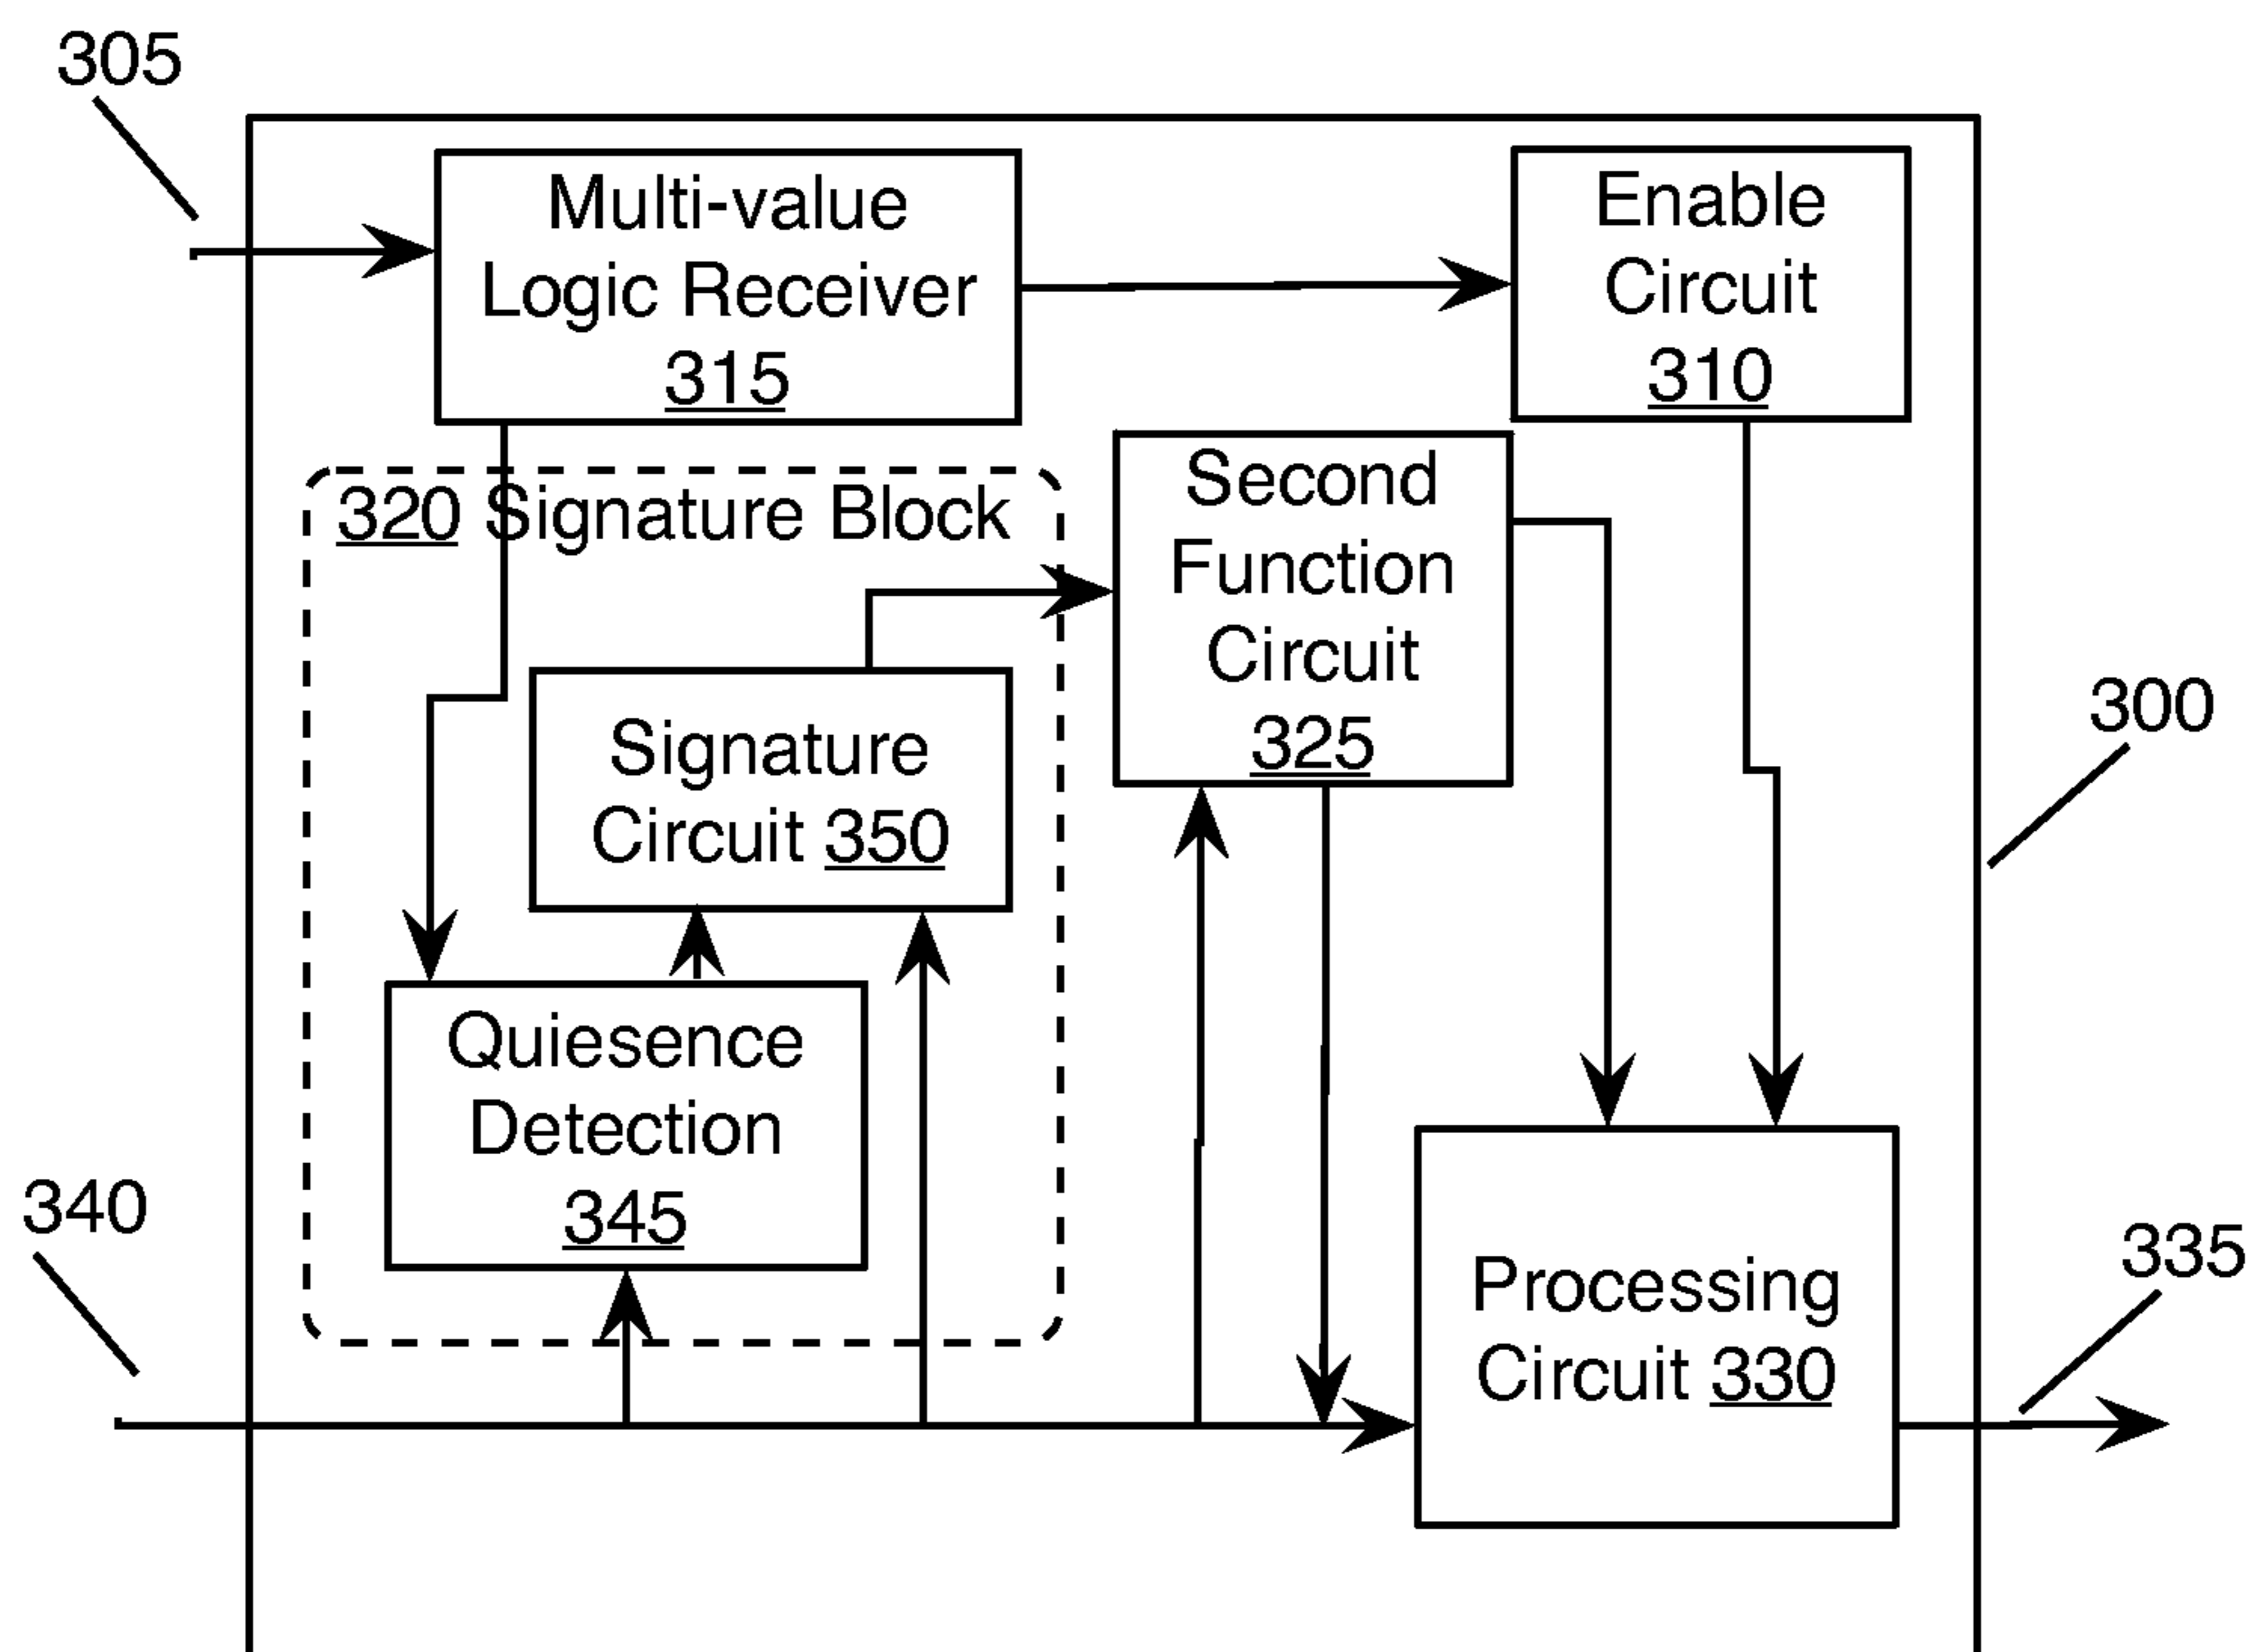 305
Multi-value
Logic Receiver
315
Enable
Circuit
310
320 Signature Block
Second
Function
Circuit
325
Signature
Circuit 350
300
Quiesence
Detection
345
340
335
Processing
Circuit 330